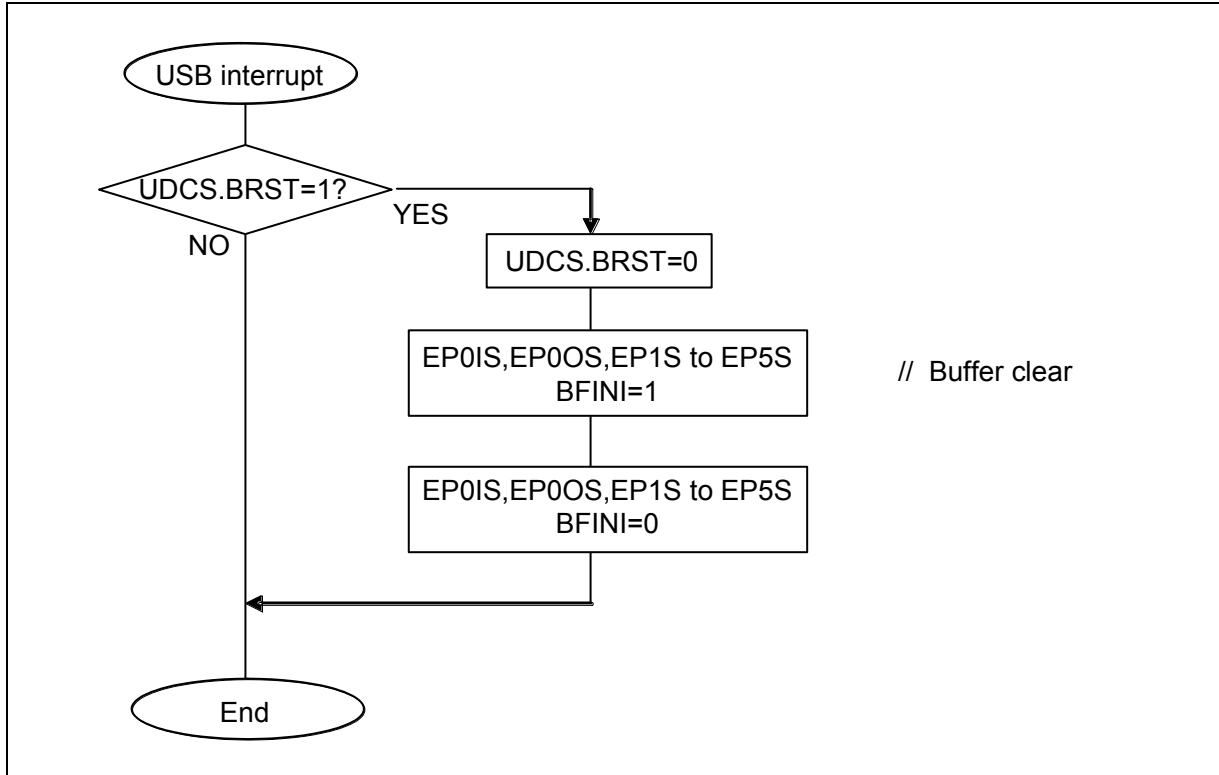 USB interrupt
UDCS.BRST=1?
YES
NO
UDCS.BRST=0
EP0IS,EP0OS,EP1S to EP5S
BFINI=1
// Buffer clear
EP0IS,EP0OS,EP1S to EP5S
BFINI=0
End